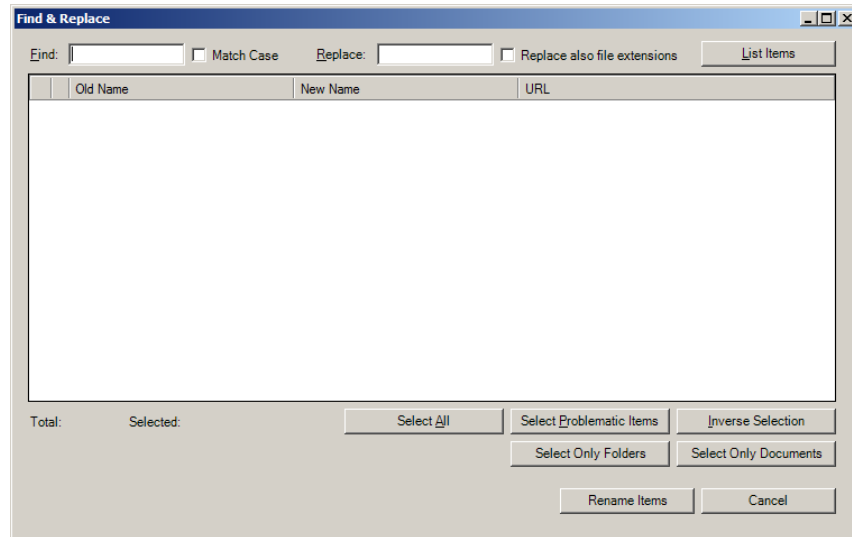 Find & Replace
Find: Match Case Replace: Replace also file extensions List Items
Old Name New Name URL
Total: Selected: Select All Select Problematic Items Inverse Selection
Select Only Folders Select Only Documents
Rename Items Cancel